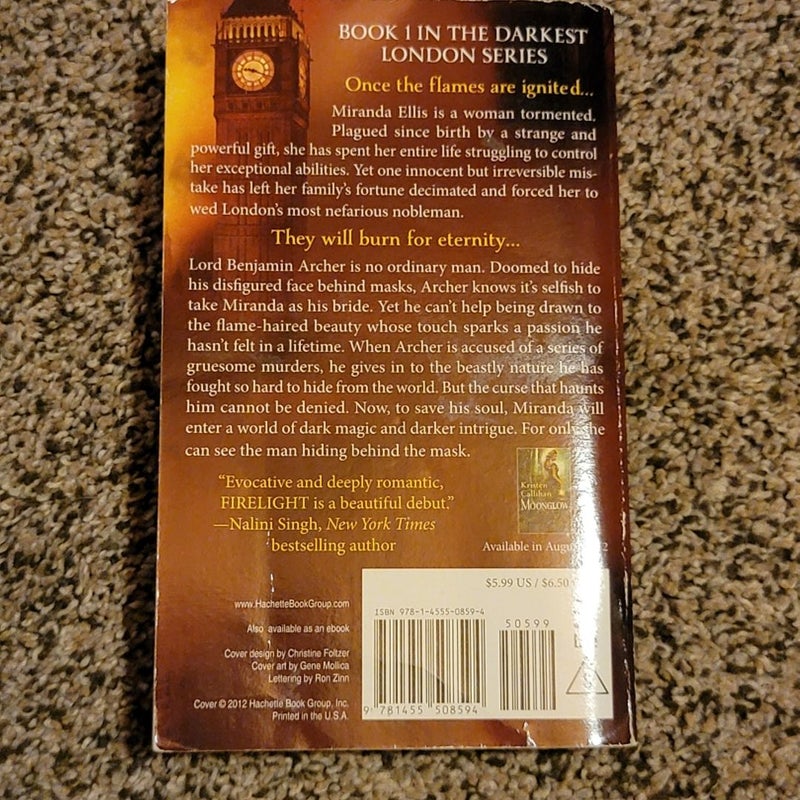 BOOK 1 IN THE DARKEST
LONDON SERIES
Once the flames are ignited...
Miranda Ellis is a woman tormented.
Plagued since birth by a strange and
powerful gift, she has spent her entire life struggling to control
her exceptional abilities. Yet one innocent but irreversible mis-
take has left her family's fortune decimated and forced her to
wed London's most nefarious nobleman.
They will burn for eternity...
Lord Benjamin Archer is no ordinary man. Doomed to hide
his disfigured face behind masks, Archer knows it's selfish to
take Miranda as his bride. Yet he can't help being drawn to
the flame-haired beauty whose touch sparks a passion he
hasn't felt in a lifetime. When Archer is accused of a series of
gruesome murders, he gives in to the beastly nature he has
fought so hard to hide from the world. But the curse that haunts
him cannot be denied. Now, to save his soul, Miranda will
enter a world of dark magic and darker intrigue. For only she
can see the man hiding behind the mask.
"Evocative and deeply romantic,
FIRELIGHT is a beautiful debut."
—Nalini Singh, New York Times
bestselling author
Kristen
Callihan
MOONGLOW
Available in
$5.99 US / $6.50
www.HachetteBookGroup.com
Also available as an ebook
Cover design by Christine Foltzer
Cover art by Gene Mollica
Lettering by Ron Zinn
Cover © 2012 Hachette Book Group, Inc.
Printed in the U.S.A.
ISBN 978-1-4555-0859-4
50599
9 781455 508594
S